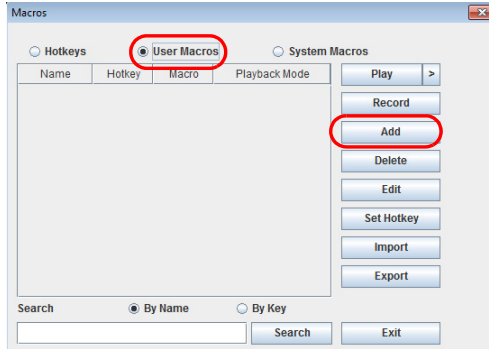 Macros
Hotkeys User Macros System Macros
Name Hotkey Macro Playback Mode Play >
Record
Add
Delete
Edit
Set Hotkey
Import
Export
Search By Name By Key
Search Exit